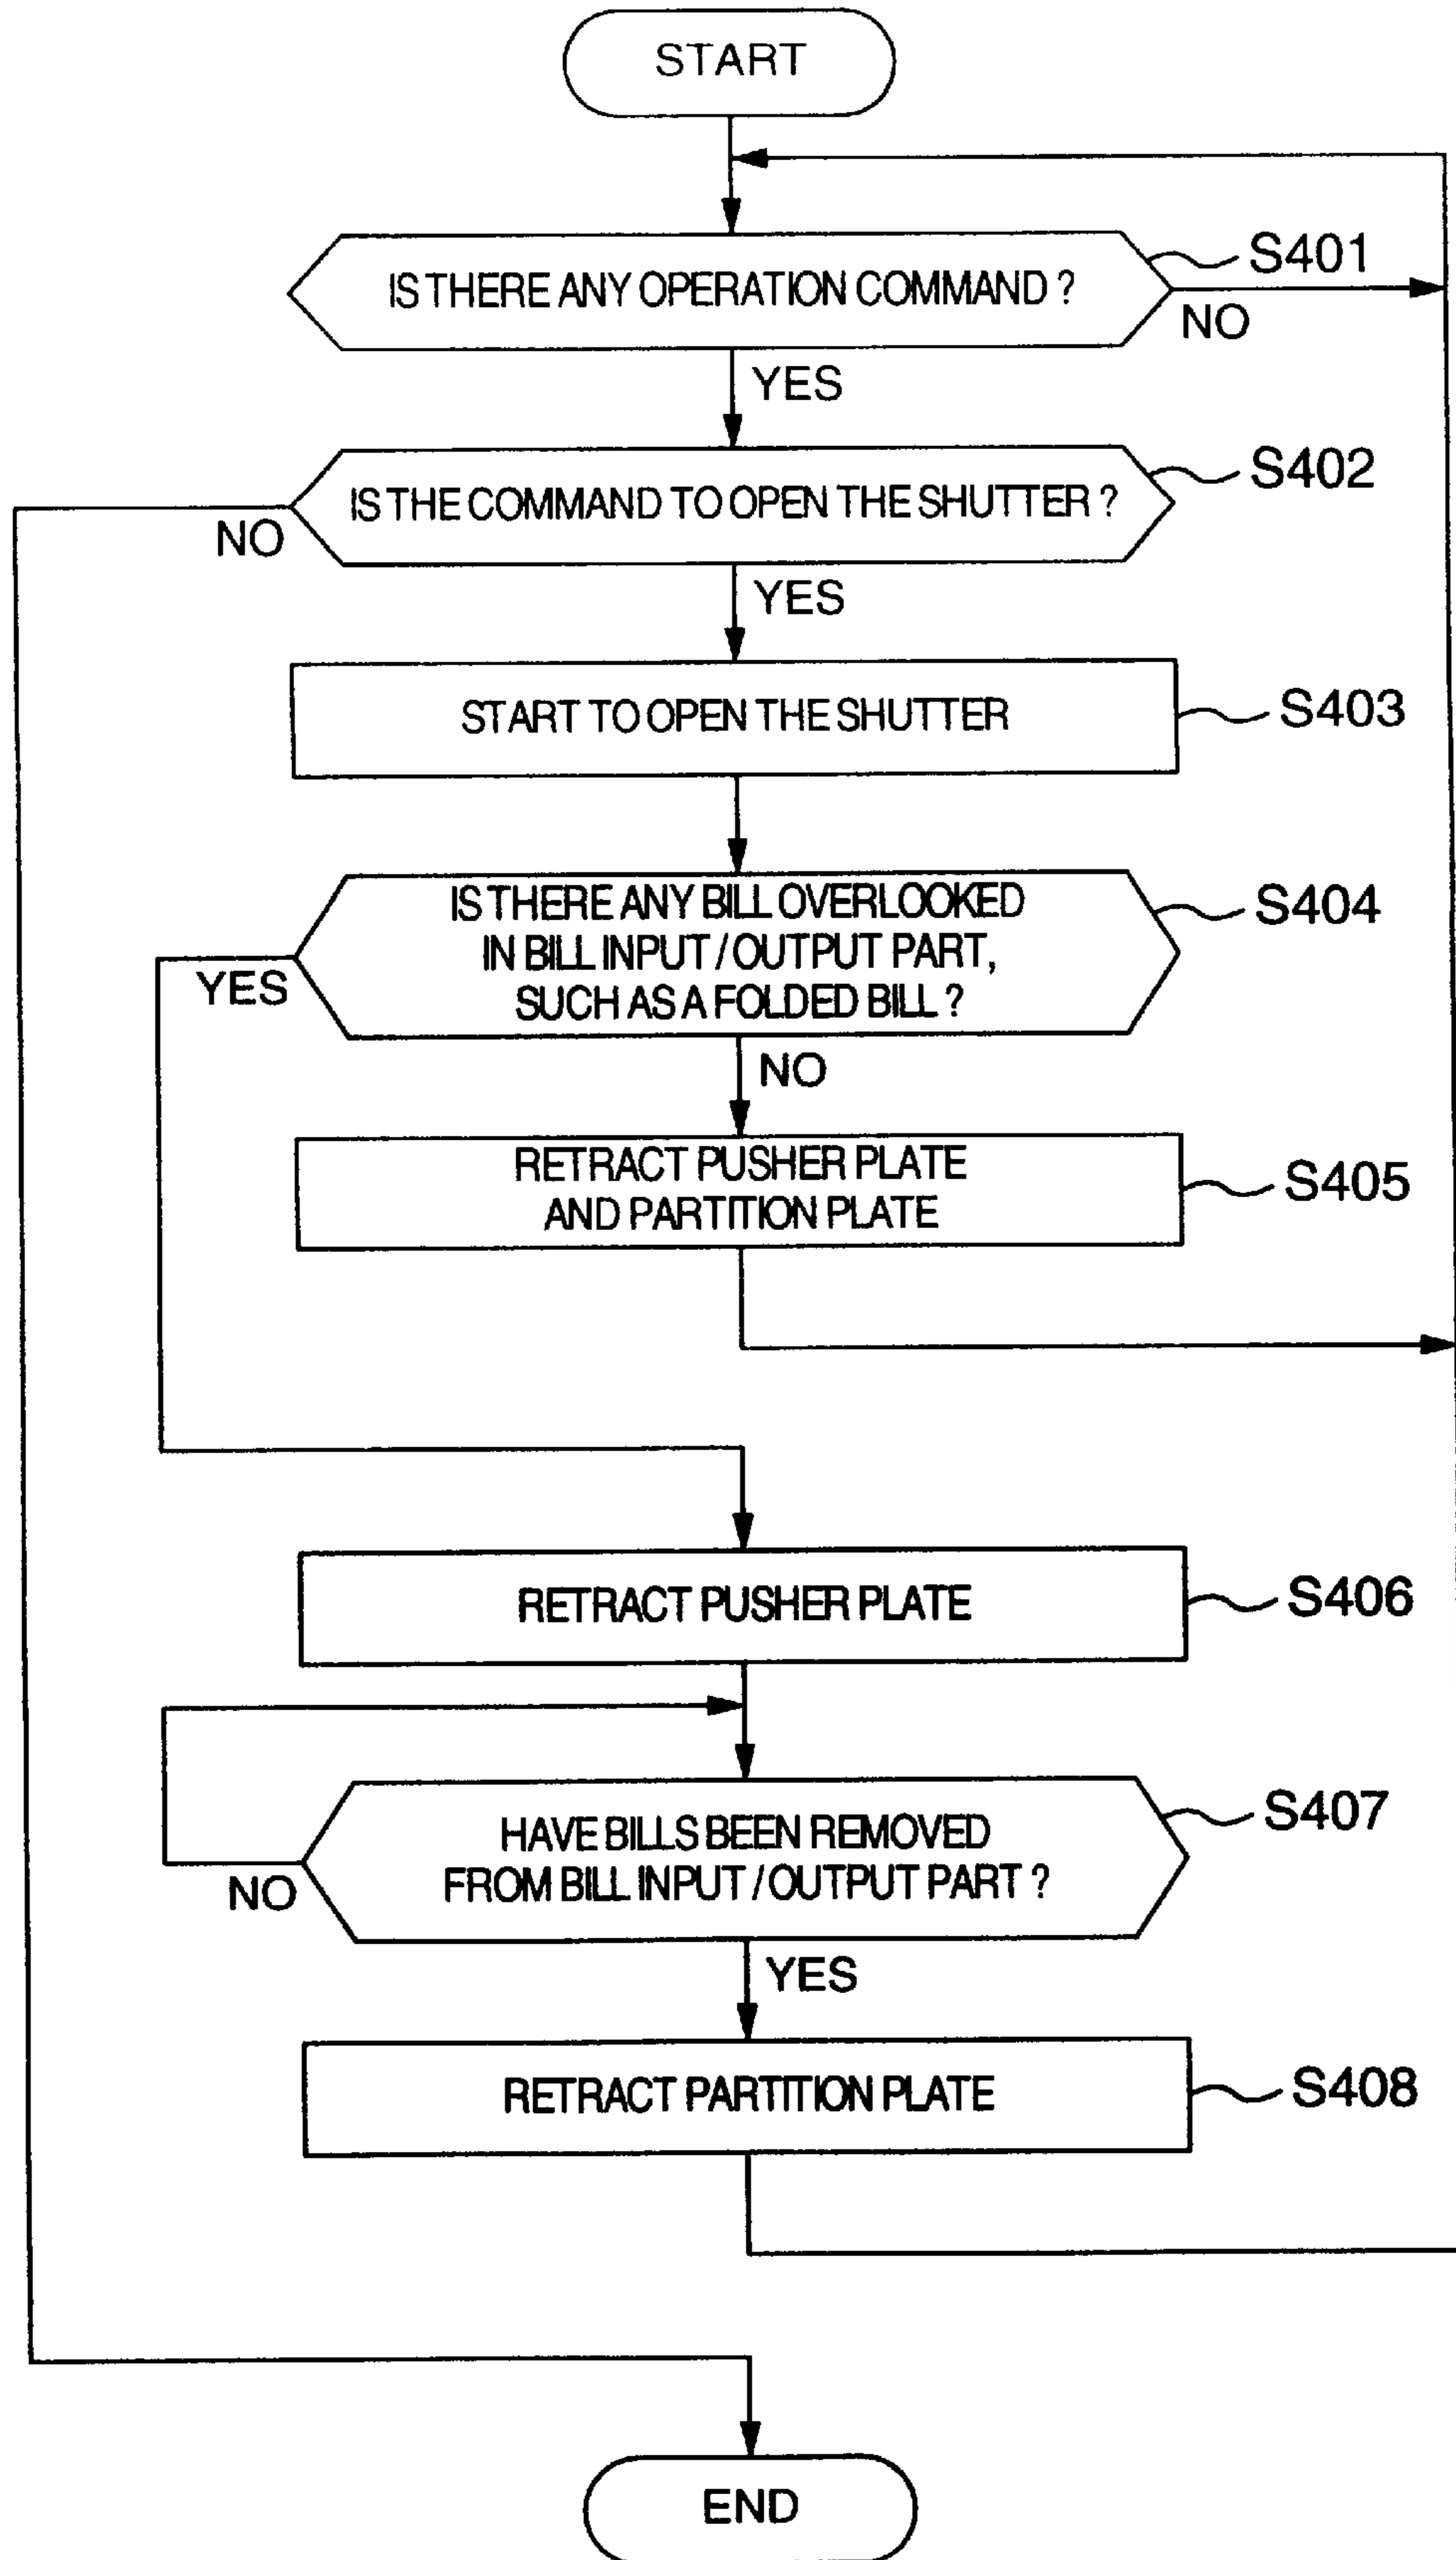 START
IS THERE ANY OPERATION COMMAND ?
S401
NO
YES
IS THE COMMAND TO OPEN THE SHUTTER ?
S402
NO
YES
START TO OPEN THE SHUTTER
S403
IS THERE ANY BILL OVERLOOKED
IN BILL INPUT / OUTPUT PART,
SUCH AS A FOLDED BILL ?
S404
YES
NO
RETRACT PUSHER PLATE
AND PARTITION PLATE
S405
RETRACT PUSHER PLATE
S406
HAVE BILLS BEEN REMOVED
FROM BILL INPUT / OUTPUT PART ?
S407
NO
YES
RETRACT PARTITION PLATE
S408
END